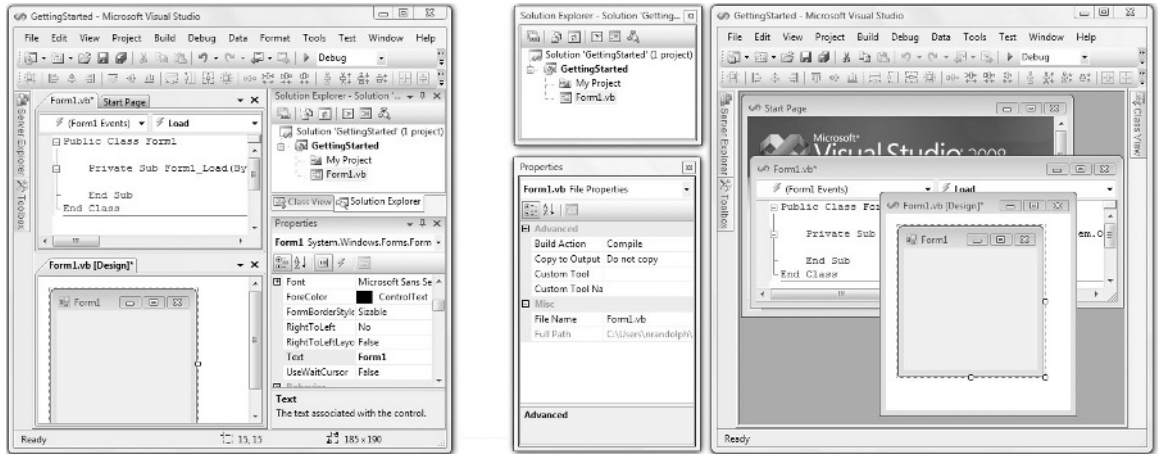 GettingStarted - Microsoft Visual Studio
File Edit View Project Build Debug Data Format Tools Test Window Help
Debug
Server Explorer
Toolbox
Form1.vb* Start Page
(Form1 Events) Load
Public Class Form1
Private Sub Form1_Load(By
End Sub
End Class
Form1.vb [Design]*
Form1
Solution Explorer - Solution '...
Solution 'GettingStarted' (1 project)
GettingStarted
My Project
Form1.vb
Class View Solution Explorer
Properties
Form1 System.Windows.Forms.Form
Font Microsoft Sans Se
ForeColor ControlText
FormBorderStyle Sizable
RightToLeft No
RightToLeftLayo False
Text Form1
UseWaitCursor False
Behavior
Text
The text associated with the control.
Ready 15, 15 185 x 190
Solution Explorer - Solution 'Getting...
Solution 'GettingStarted' (1 project)
GettingStarted
My Project
Form1.vb
Properties
Form1.vb File Properties
Advanced
Build Action Compile
Copy to Output Do not copy
Custom Tool
Custom Tool Na
Misc
File Name Form1.vb
Full Path C:\Users\nrandolph\
Advanced
GettingStarted - Microsoft Visual Studio
File Edit View Project Build Debug Data Tools Test Window Help
Debug
Server Explorer
Toolbox
Class View
Start Page
Microsoft*
Visual Studio 2008
Form1.vb*
(Form1 Events) Load
Public Class For
Private Sub em.O
End Sub
End Class
Form1.vb [Design]*
Form1
Ready